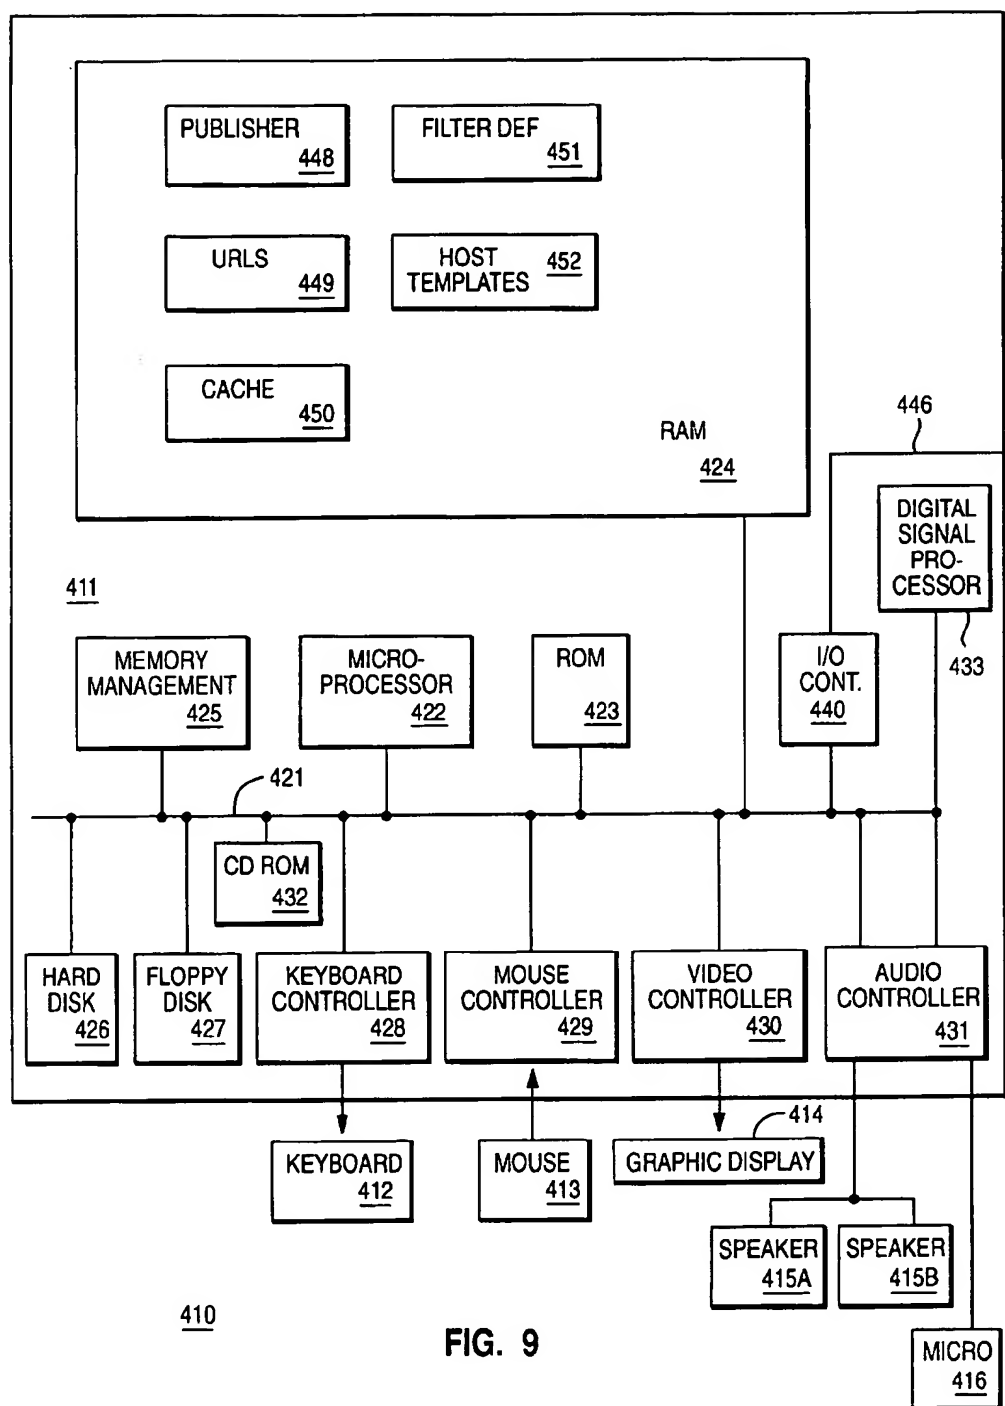 PUBLISHER
448
FILTER DEF
451
URLS
449
HOST
TEMPLATES
452
CACHE
450
RAM
424
446
DIGITAL
SIGNAL
PRO-
CESSOR
433
411
MEMORY
MANAGEMENT
425
MICRO-
PROCESSOR
422
ROM
423
I/O
CONT.
440
421
CD ROM
432
HARD
DISK
426
FLOPPY
DISK
427
KEYBOARD
CONTROLLER
428
MOUSE
CONTROLLER
429
VIDEO
CONTROLLER
430
AUDIO
CONTROLLER
431
KEYBOARD
412
MOUSE
413
414
GRAPHIC DISPLAY
SPEAKER
415A
SPEAKER
415B
410
FIG. 9
MICRO
416